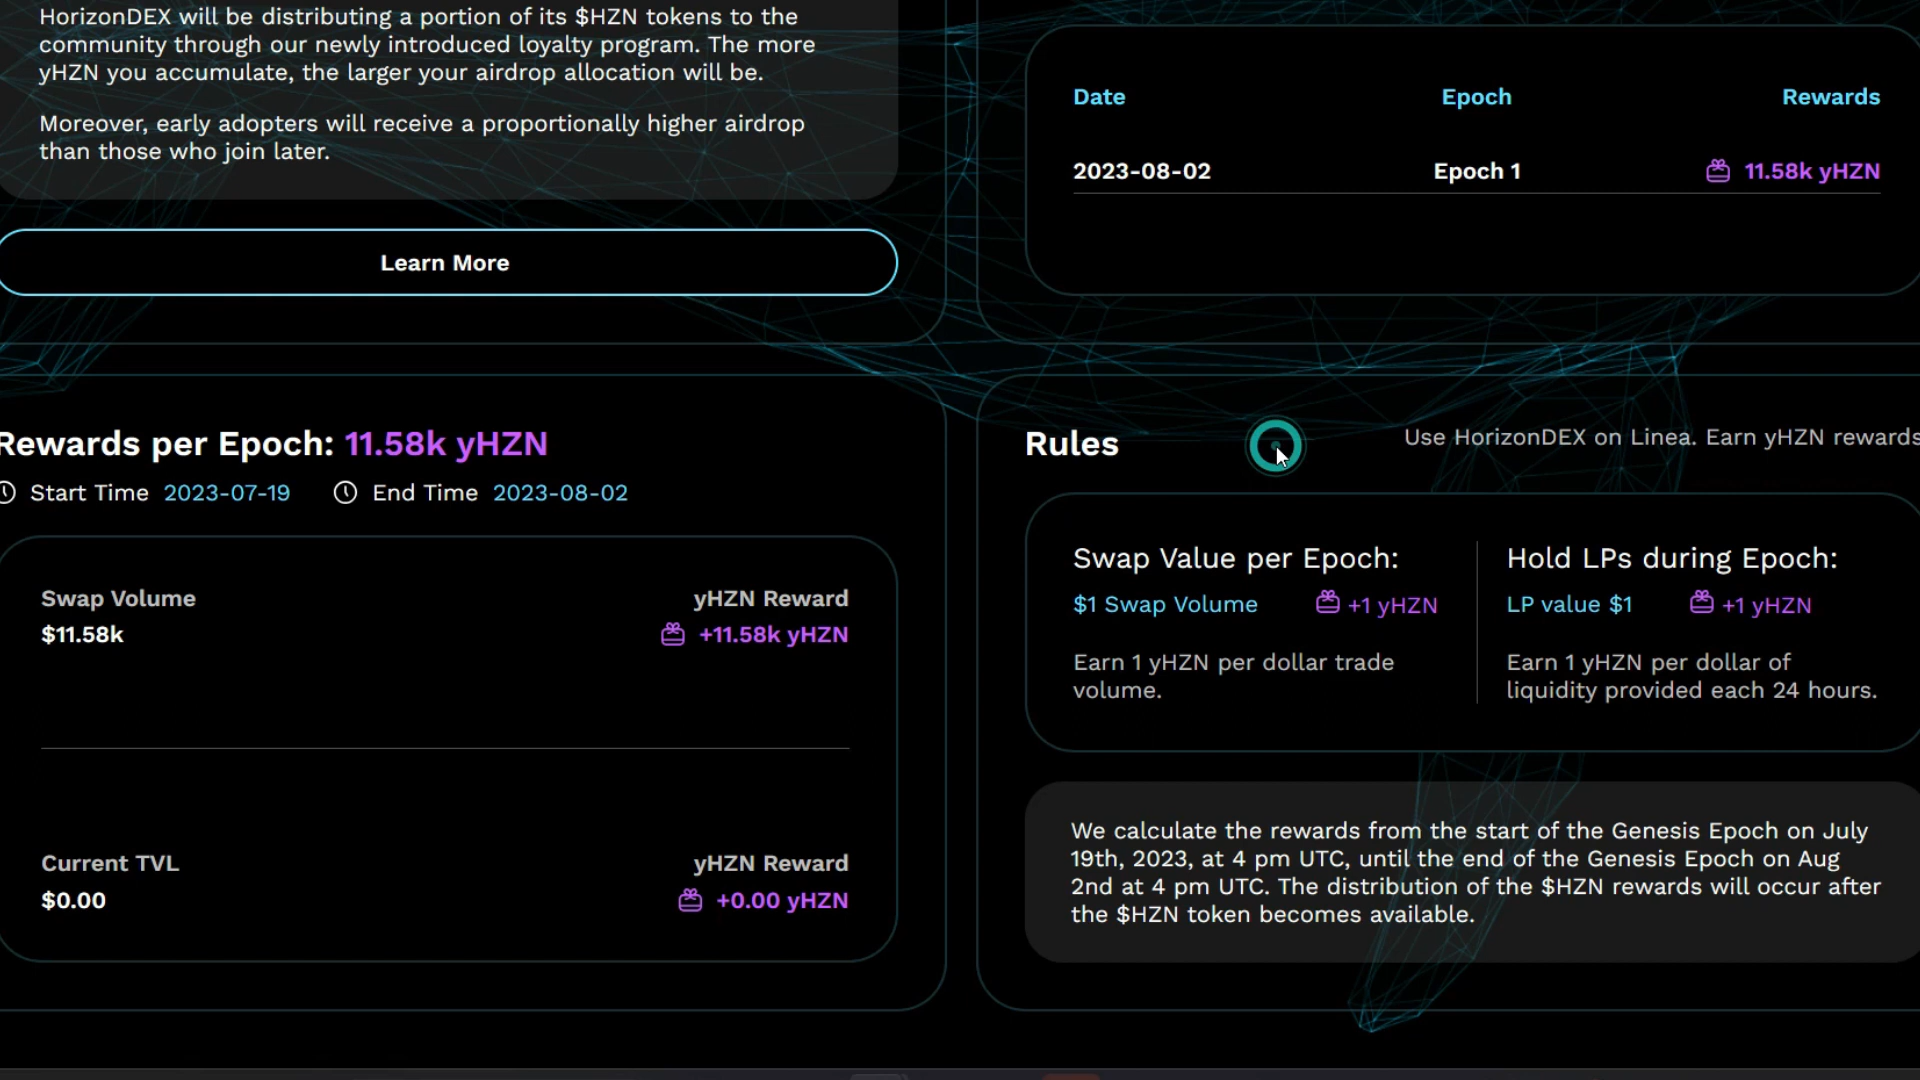 HorizonDEX will be distributing a portion of its $HZN tokens to the
community through our newly introduced loyalty program. The more
yHZN you accumulate, the larger your airdrop allocation will be.
Moreover, early adopters will receive a proportionally higher airdrop
than those who join later.
Learn More
Date Epoch Rewards
2023-08-02 Epoch 1 11.58k yHZN
Rewards per Epoch: 11.58k yHZN
Start Time 2023-07-19 End Time 2023-08-02
Swap Volume yHZN Reward
$11.58k +11.58k yHZN
Current TVL yHZN Reward
$0.00 +0.00 yHZN
Rules
Use HorizonDEX on Linea. Earn yHZN rewards
Swap Value per Epoch:
$1 Swap Volume +1 yHZN
Earn 1 yHZN per dollar trade
volume.
Hold LPs during Epoch:
LP value $1 +1 yHZN
Earn 1 yHZN per dollar of
liquidity provided each 24 hours.
We calculate the rewards from the start of the Genesis Epoch on July
19th, 2023, at 4 pm UTC, until the end of the Genesis Epoch on Aug
2nd at 4 pm UTC. The distribution of the $HZN rewards will occur after
the $HZN token becomes available.